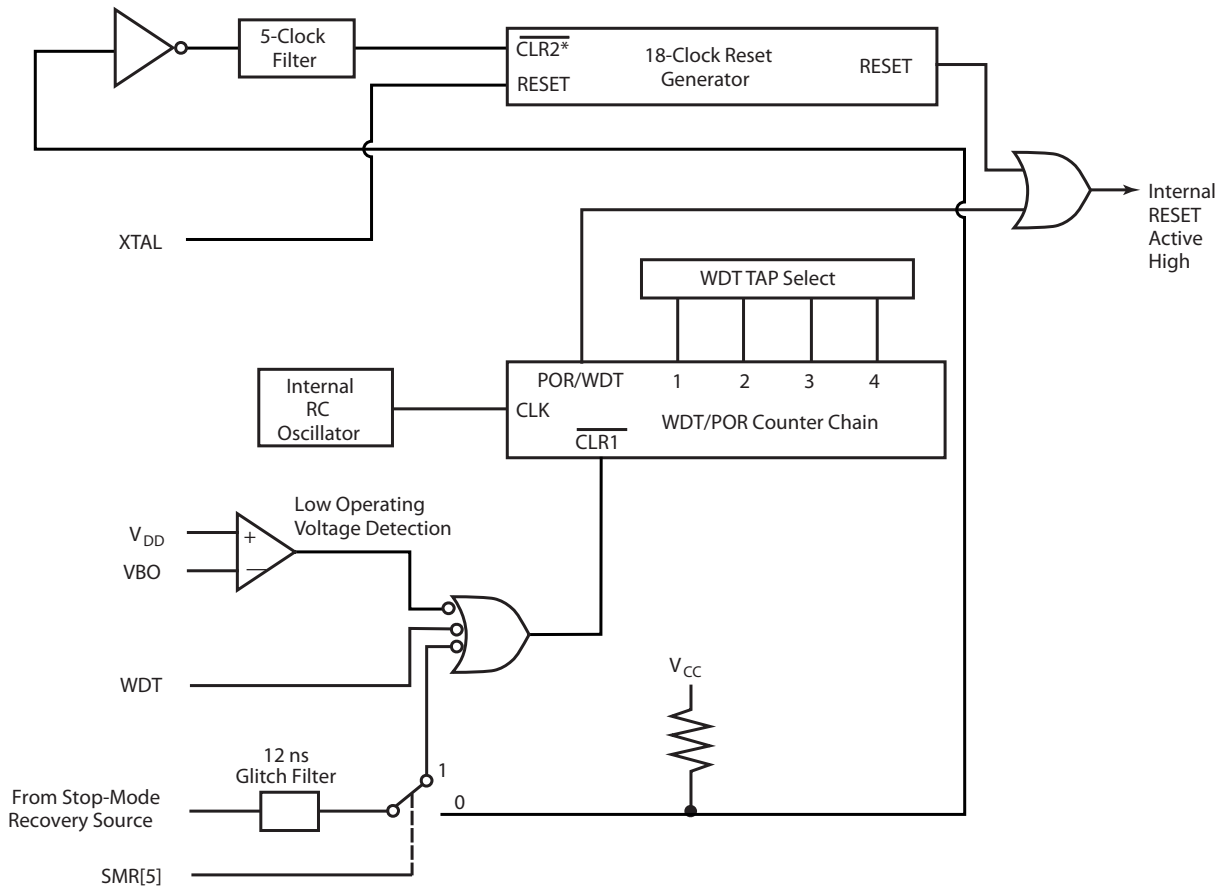 5-Clock
Filter
CLR2*
RESET
18-Clock Reset
Generator
RESET
XTAL
Internal
RESET
Active
High
WDT TAP Select
POR/WDT
1
2
3
4
Internal
RC
Oscillator
CLK
WDT/POR Counter Chain
CLR1
Low Operating
Voltage Detection
VDD
+
VBO
—
WDT
VCC
12 ns
Glitch Filter
1
From Stop-Mode
Recovery Source
0
SMR[5]